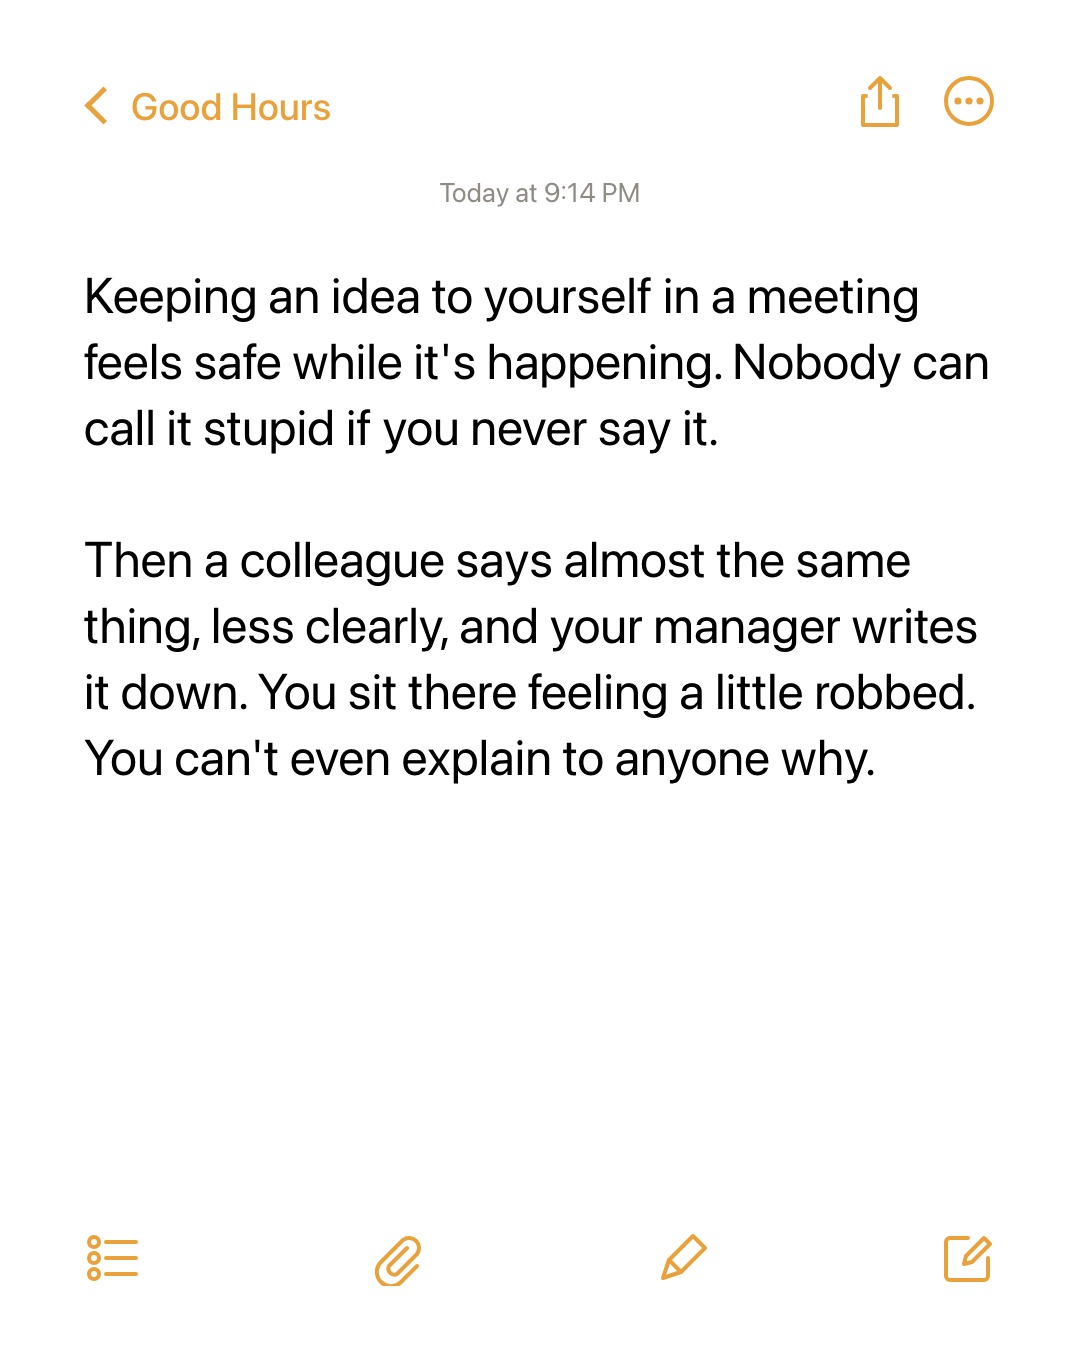 Good Hours
Today at 9:14 PM
Keeping an idea to yourself in a meeting
feels safe while it's happening. Nobody can
call it stupid if you never say it.
Then a colleague says almost the same
thing, less clearly, and your manager writes
it down. You sit there feeling a little robbed.
You can't even explain to anyone why.